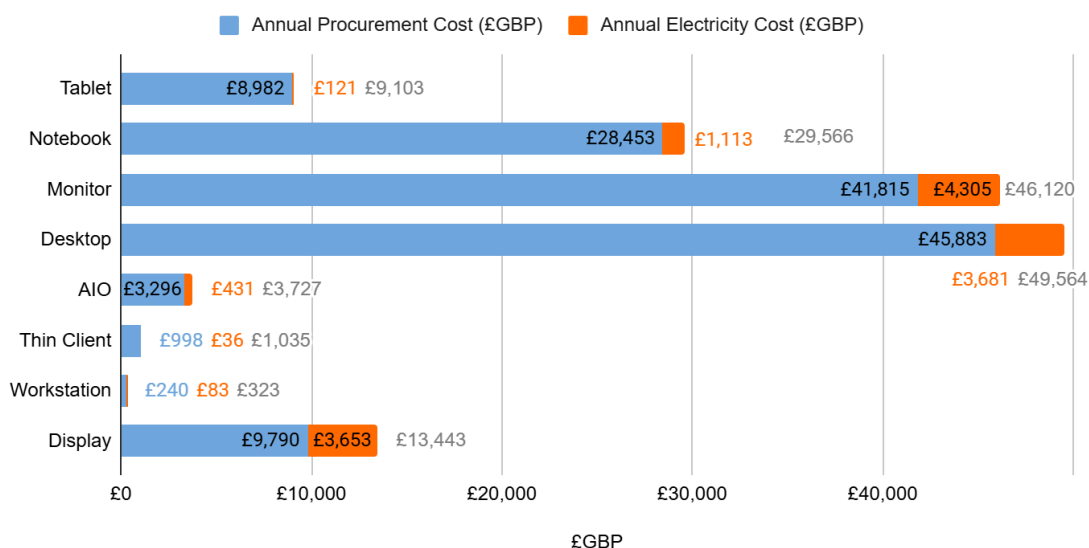 Annual Procurement Cost (£GBP) Annual Electricity Cost (£GBP)
Tablet £8,982 £121 £9,103
Notebook £28,453 £1,113 £29,566
Monitor £41,815 £4,305 £46,120
Desktop £45,883
£3,681 £49,564
AIO £3,296 £431 £3,727
Thin Client £998 £36 £1,035
Workstation £240 £83 £323
Display £9,790 £3,653 £13,443
£0 £10,000 £20,000 £30,000 £40,000
£GBP